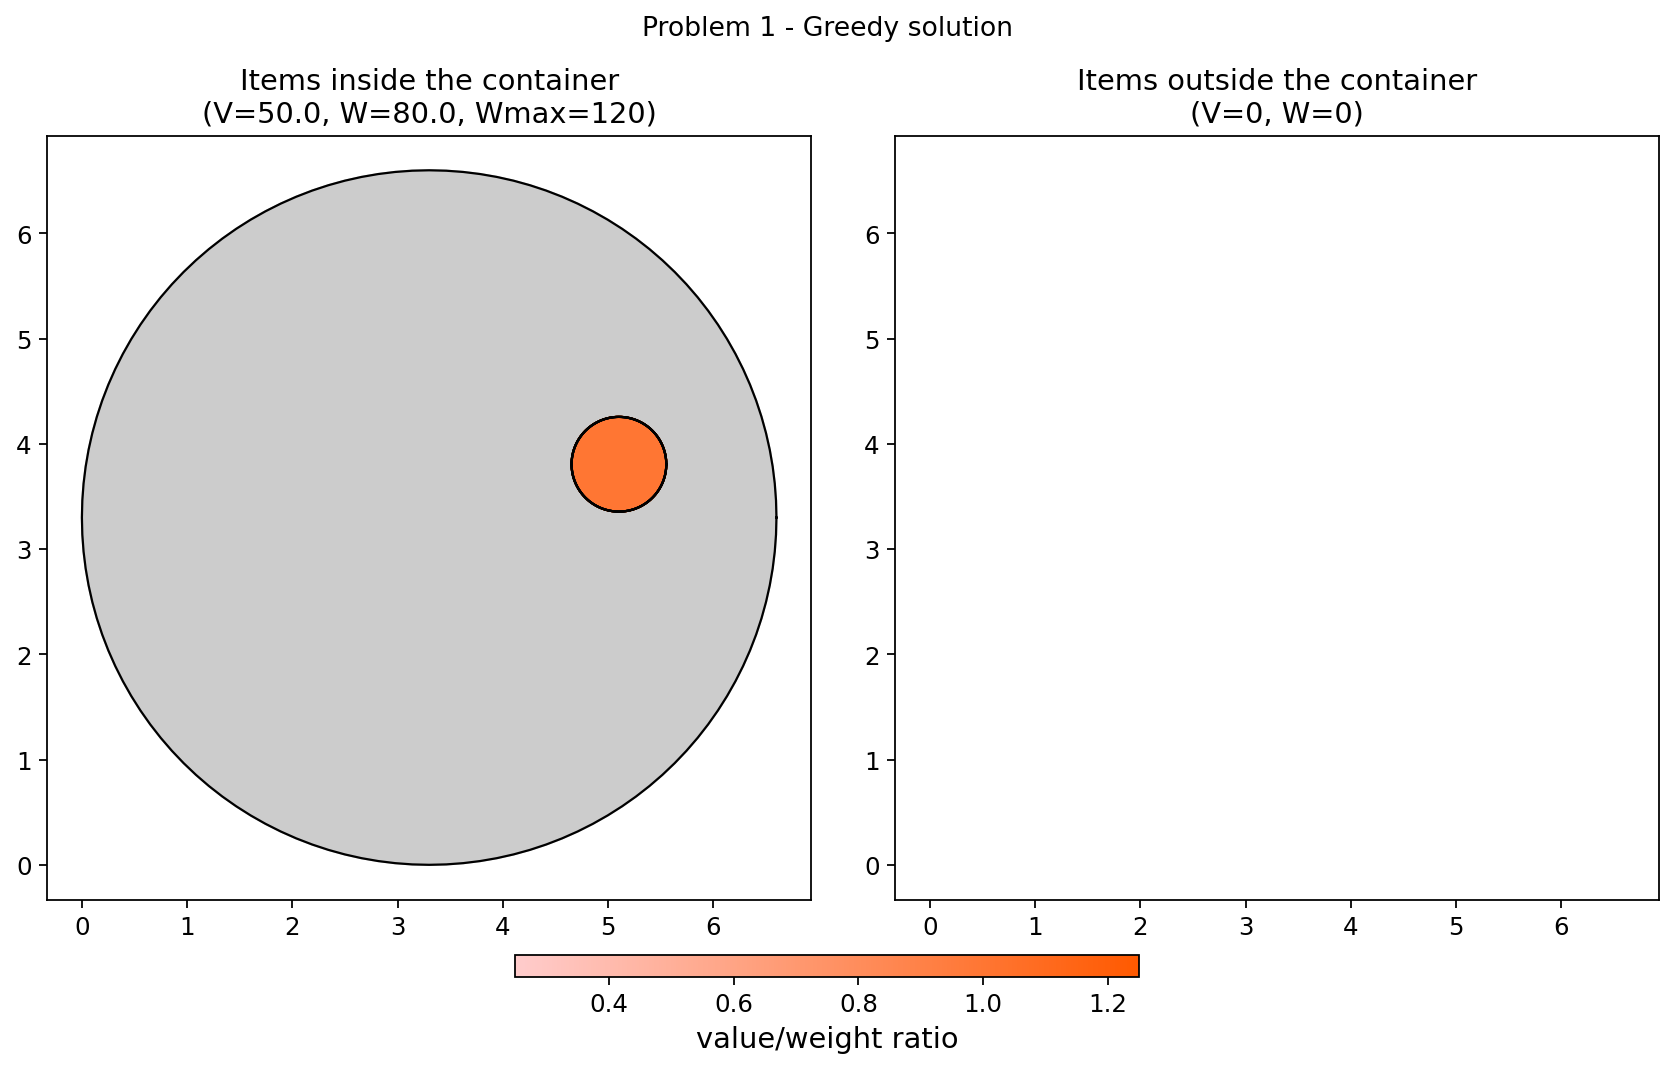 Problem 1 - Greedy solution
Items inside the container
(V=50.0, W=80.0, Wmax=120)
6
5
4
3
2
1
0
0 1 2 3 4 5 6
Items outside the container
(V=0, W=0)
6
5
4
3
2
1
0
0 1 2 3 4 5 6
0.4 0.6 0.8 1.0 1.2
value/weight ratio